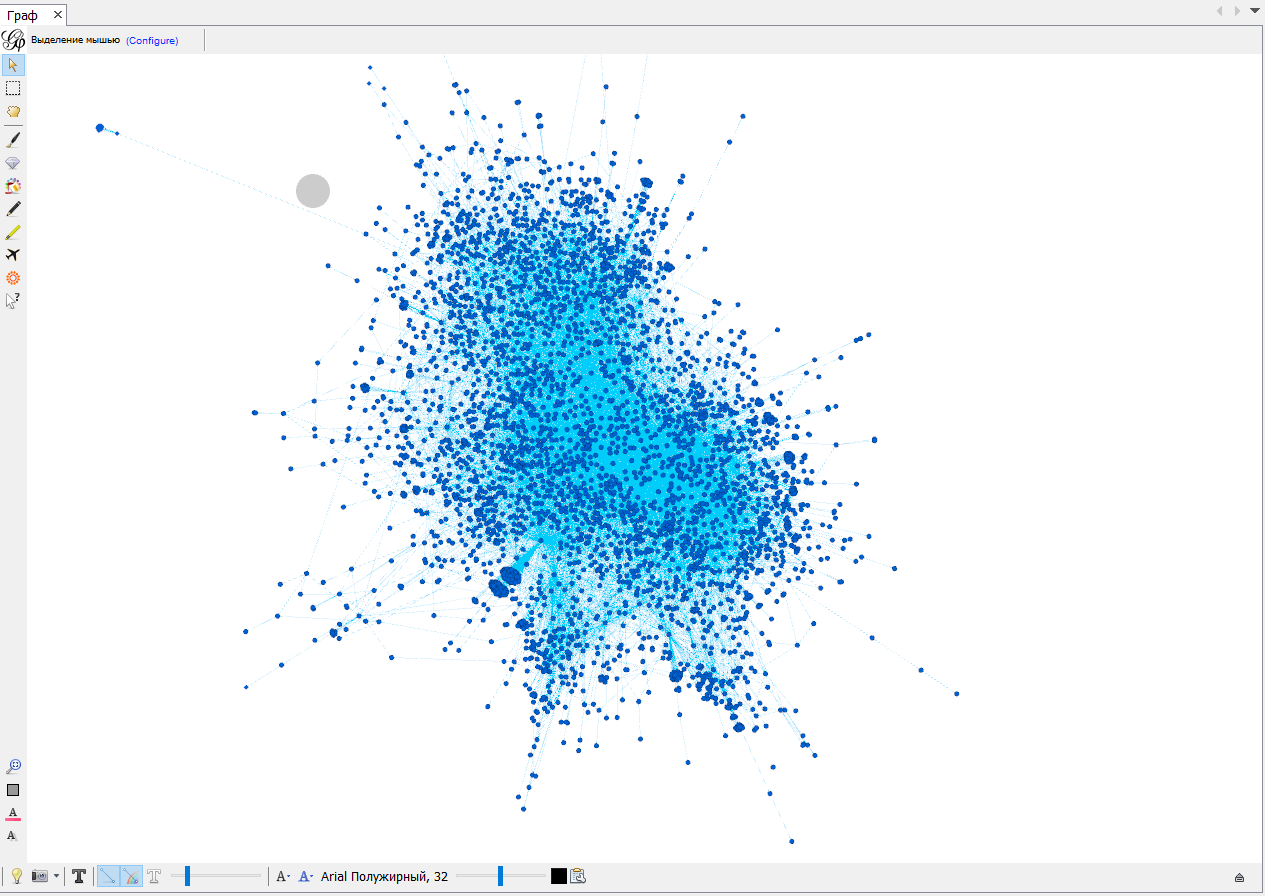 Граф
Выделение мышью (Configure)
Arial Полужирный, 32